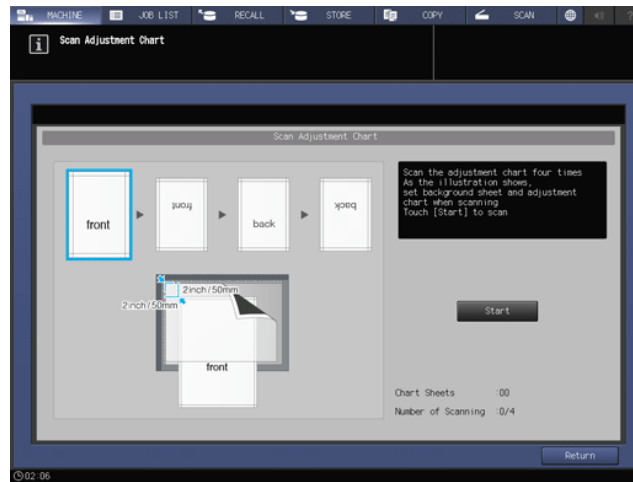 MACHINE JOB LIST RECALL STORE COPY SCAN ?
i Scan Adjustment Chart
Scan Adjustment Chart
front front back back
Scan the adjustment chart four times
As the illustration shows,
set background sheet and adjustment
chart when scanning
Touch [Start] to scan
2inch/50mm
2inch/50mm
front
Start
Chart Sheets :00
Number of Scanning :0/4
Return
02:06